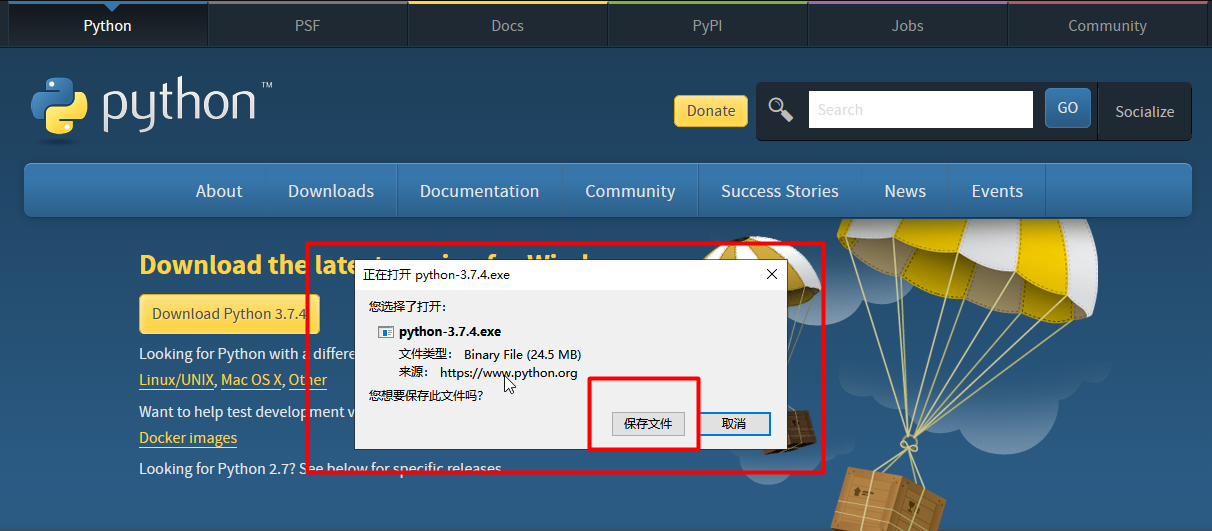 Python PSF Docs PyPI Jobs Community
python™
Donate Search GO Socialize
About Downloads Documentation Community Success Stories News Events
Download the late
Download Python 3.7.4
Looking for Python with a differe
Linux/UNIX, Mac OS X, Other
Want to help test development v
Docker images
Looking for Python 2.7? See below for specific releases
正在打开 python-3.7.4.exe
您选择了打开：
python-3.7.4.exe
文件类型： Binary File (24.5 MB)
来源： https://www.python.org
您想要保存此文件吗？
保存文件 取消